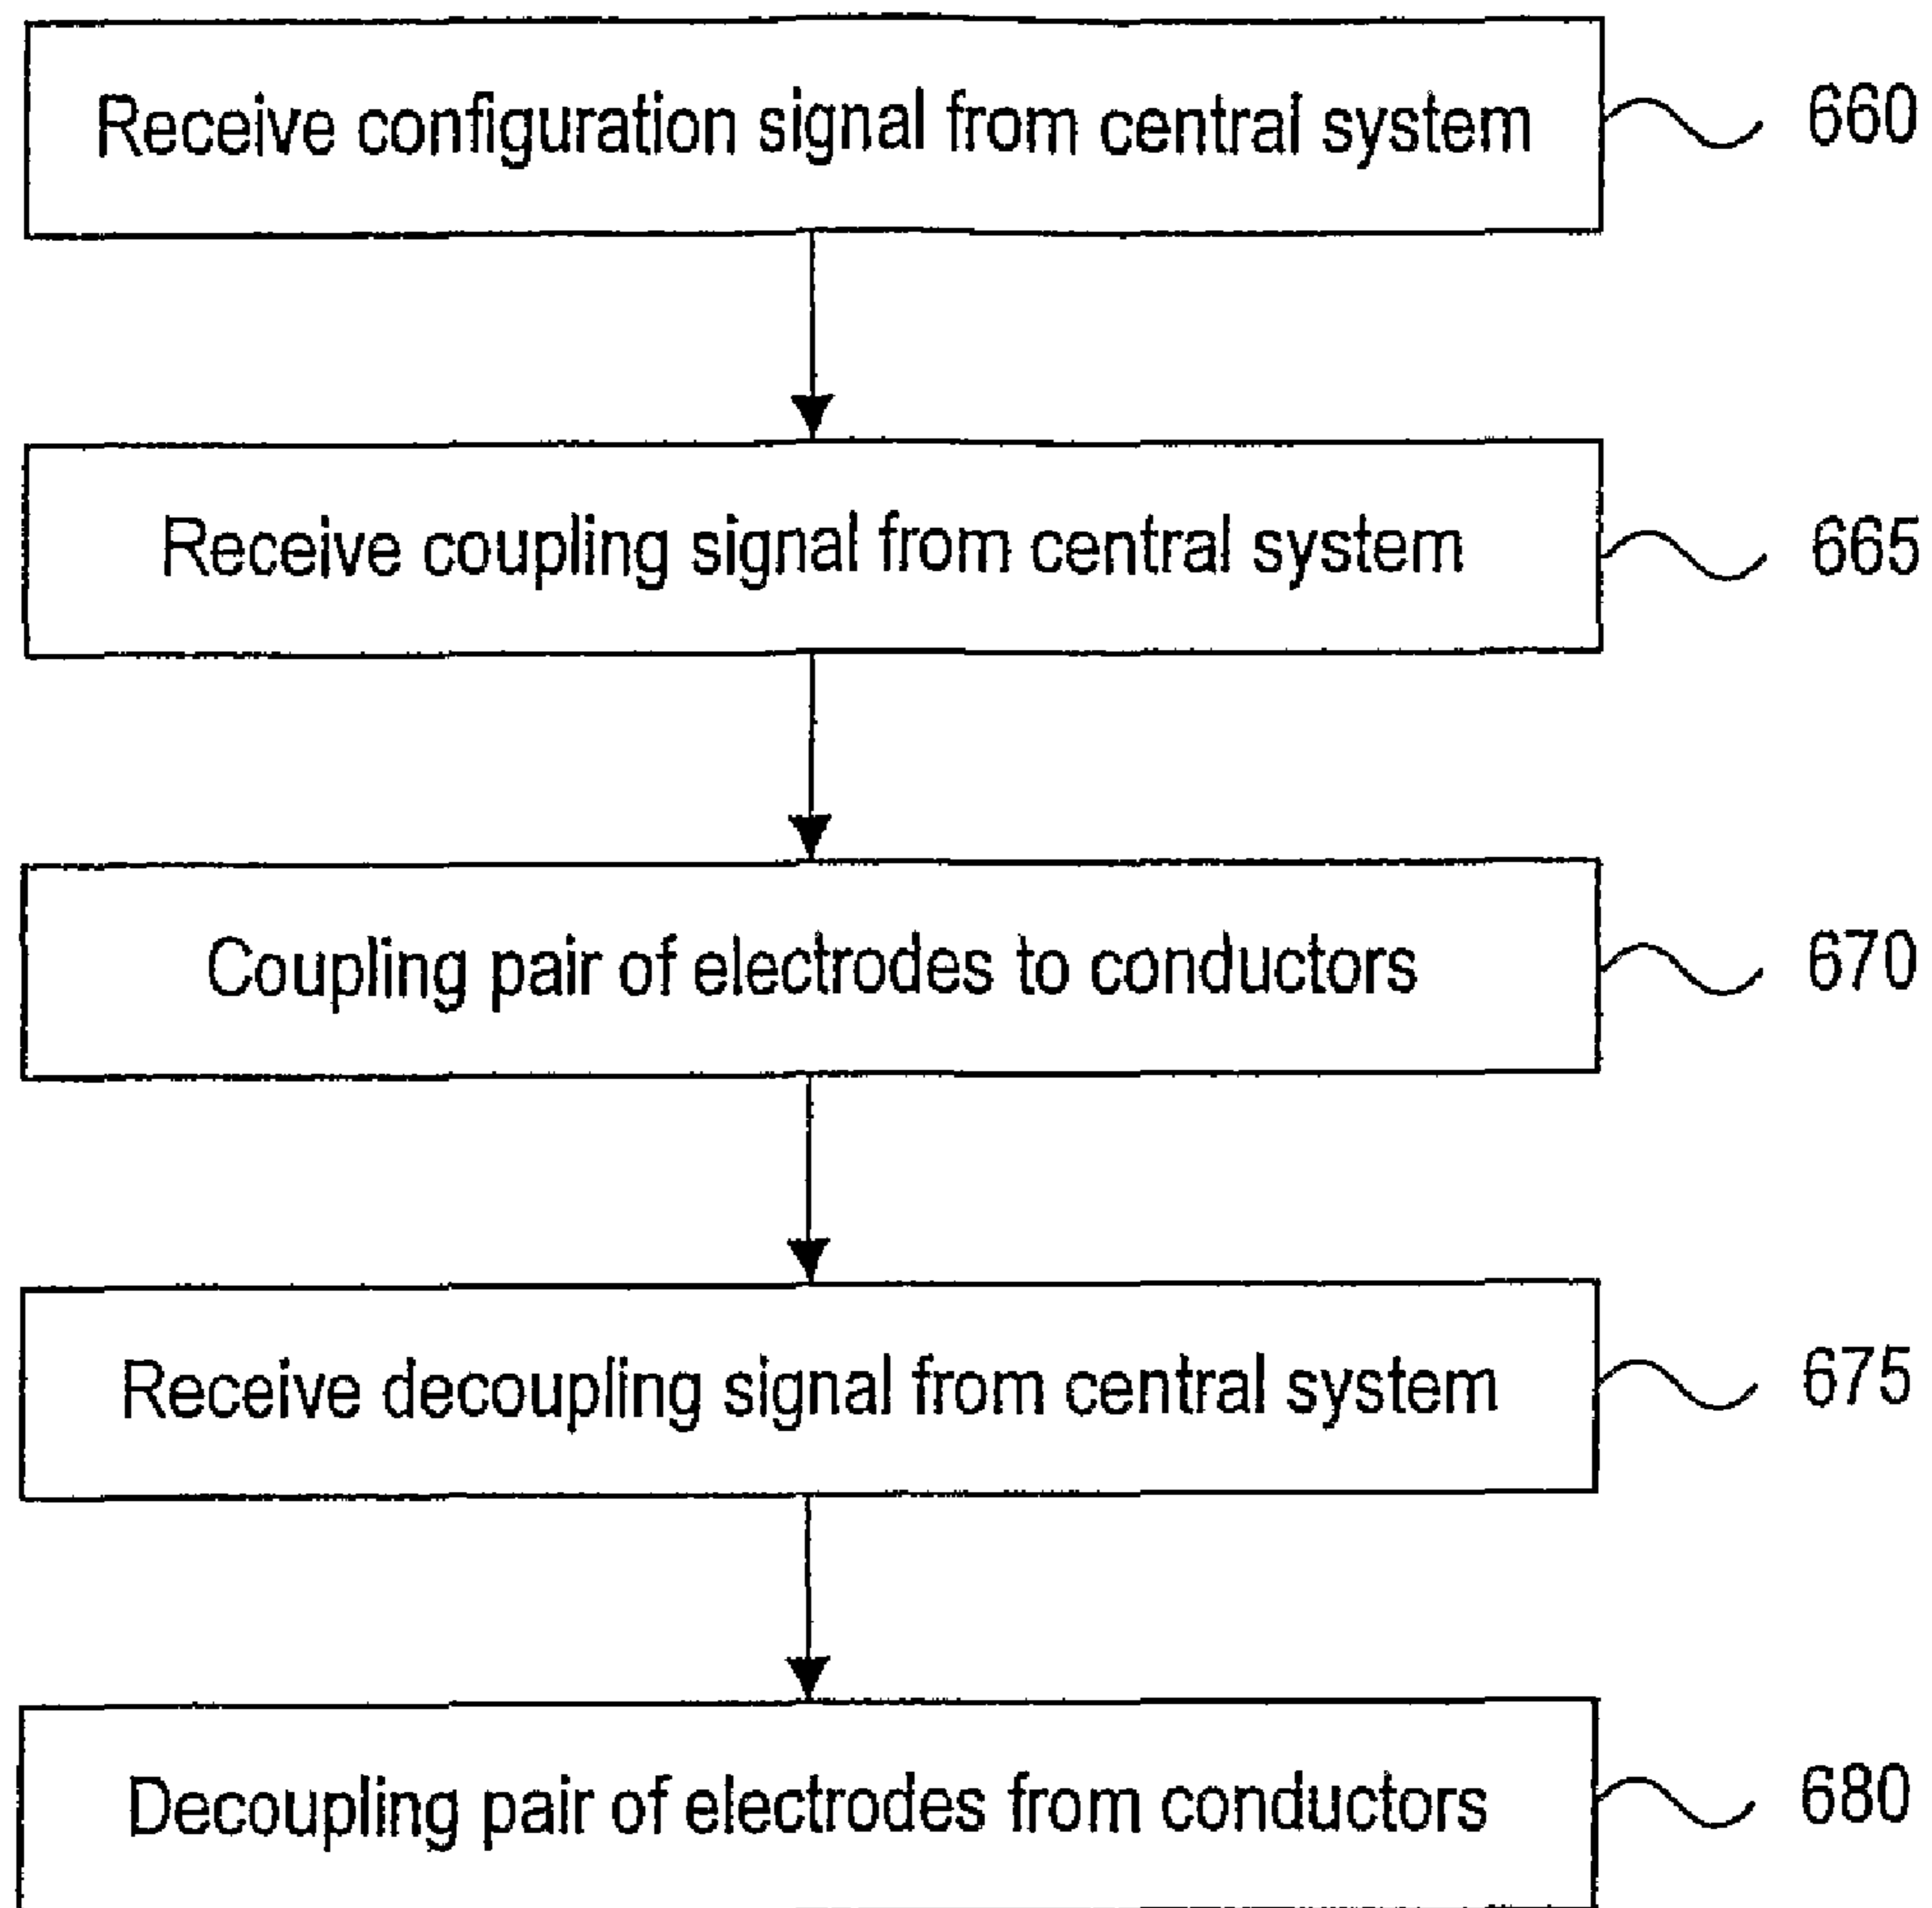 Receive configuration signal from central system 660
Receive coupling signal from central system 665
Coupling pair of electrodes to conductors 670
Receive decoupling signal from central system 675
Decoupling pair of electrodes from conductors 680